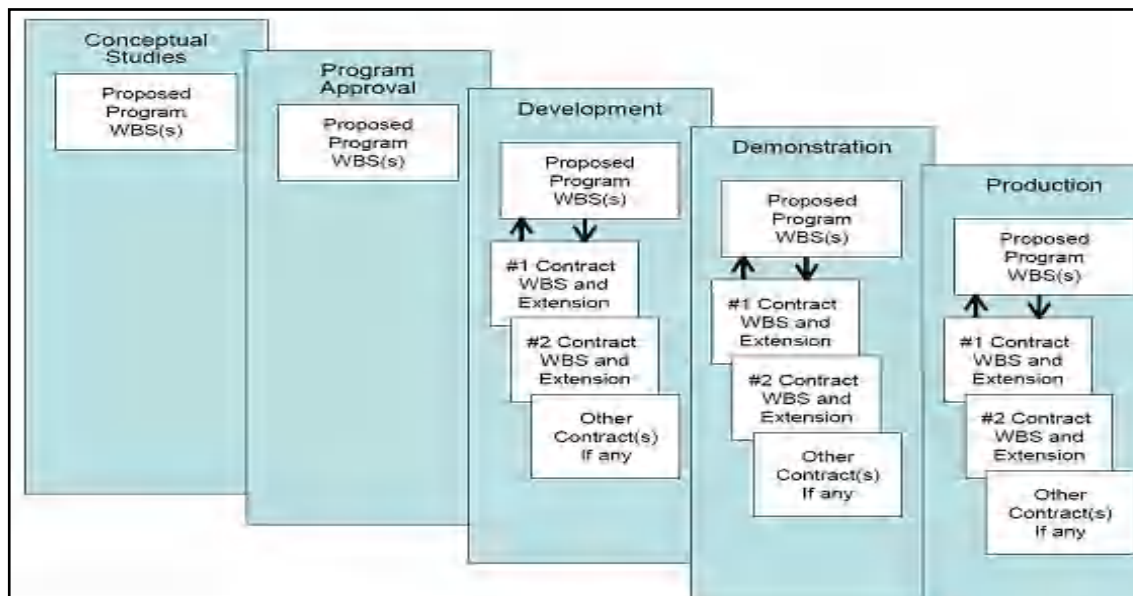 Conceptual
Studies
Proposed
Program
WBS(s)
Program
Approval
Proposed
Program
WBS(s)
Development
Proposed
Program
WBS(s)
#1 Contract
WBS and
Extension
#2 Contract
WBS and
Extension
Other
Contract(s)
If any
Demonstration
Proposed
Program
WBS(s)
#1 Contract
WBS and
Extension
#2 Contract
WBS and
Extension
Other
Contract(s)
If any
Production
Proposed
Program
WBS(s)
#1 Contract
WBS and
Extension
#2 Contract
WBS and
Extension
Other
Contract(s)
If any